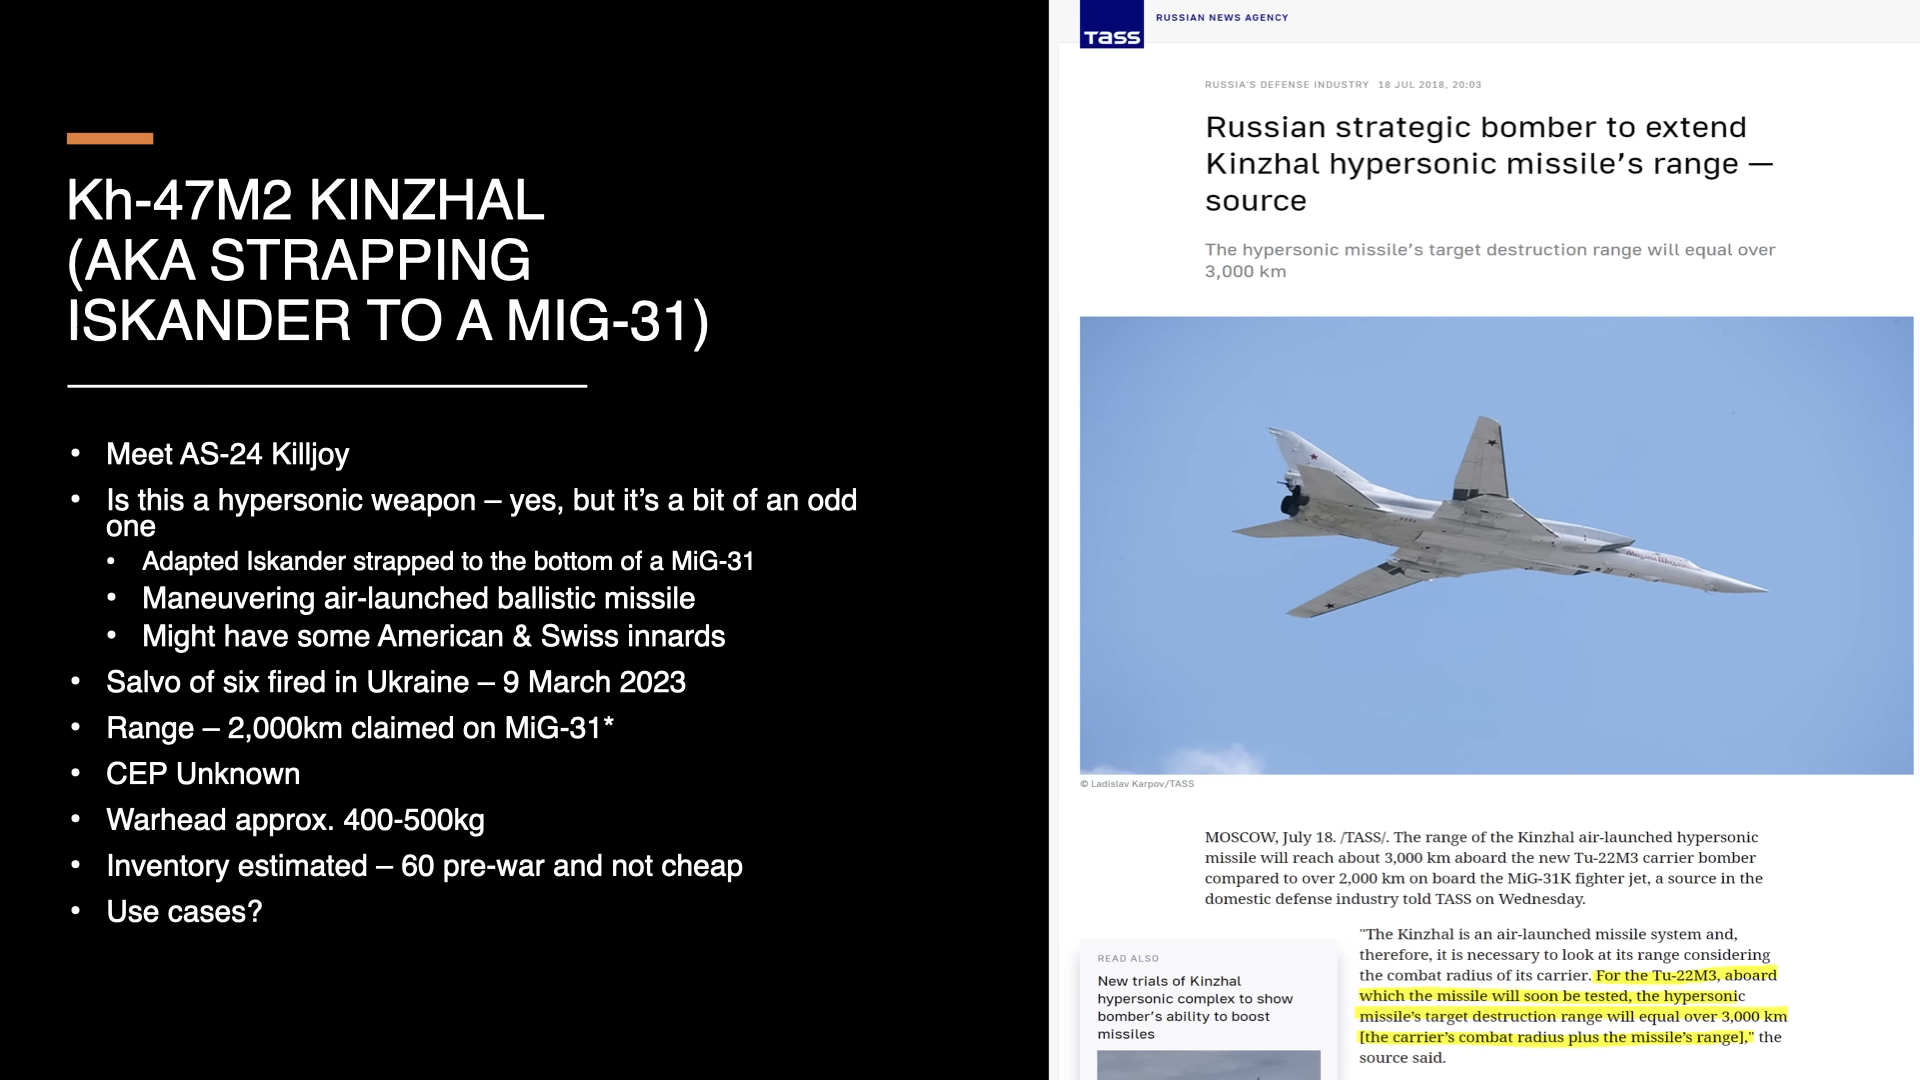 Kh-47M2 KINZHAL
(AKA STRAPPING
ISKANDER TO A MIG-31)
• Meet AS-24 Killjoy
• Is this a hypersonic weapon – yes, but it’s a bit of an odd
one
• Adapted Iskander strapped to the bottom of a MiG-31
• Maneuvering air-launched ballistic missile
• Might have some American & Swiss innards
• Salvo of six fired in Ukraine – 9 March 2023
• Range – 2,000km claimed on MiG-31*
• CEP Unknown
• Warhead approx. 400-500kg
• Inventory estimated – 60 pre-war and not cheap
• Use cases?
TASS
RUSSIAN NEWS AGENCY
RUSSIA’S DEFENSE INDUSTRY 18 JUL 2018, 20:03
Russian strategic bomber to extend
Kinzhal hypersonic missile’s range —
source
The hypersonic missile’s target destruction range will equal over
3,000 km
© Ladislav Karpov/TASS
MOSCOW, July 18. /TASS/. The range of the Kinzhal air-launched hypersonic
missile will reach about 3,000 km aboard the new Tu-22M3 carrier bomber
compared to over 2,000 km on board the MiG-31K fighter jet, a source in the
domestic defense industry told TASS on Wednesday.
"The Kinzhal is an air-launched missile system and,
therefore, it is necessary to look at its range considering
the combat radius of its carrier. For the Tu-22M3, aboard
which the missile will soon be tested, the hypersonic
missile’s target destruction range will equal over 3,000 km
[the carrier’s combat radius plus the missile’s range]," the
source said.
READ ALSO
New trials of Kinzhal
hypersonic complex to show
bomber’s ability to boost
missiles